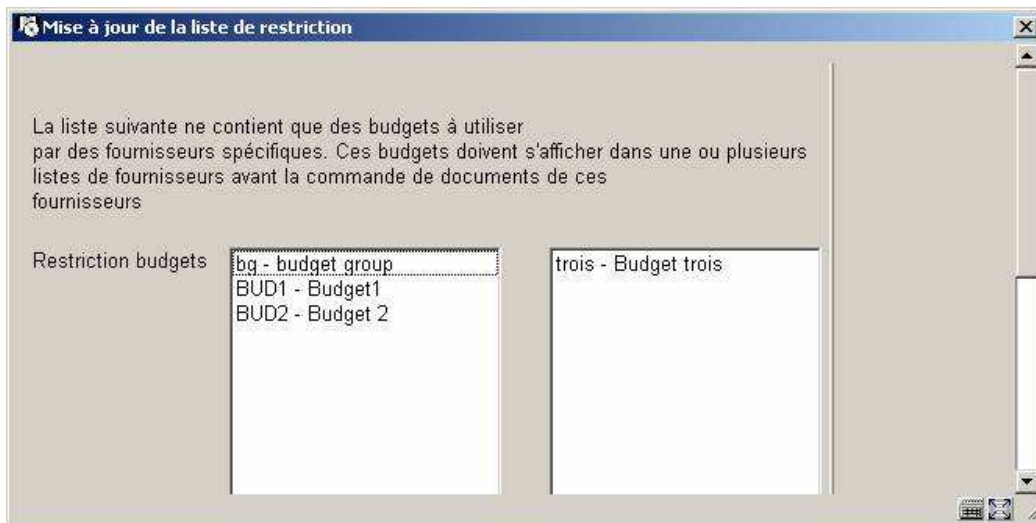 Mise à jour de la liste de restriction
La liste suivante ne contient que des budgets à utiliser
par des fournisseurs spécifiques. Ces budgets doivent s'afficher dans une ou plusieurs
listes de fournisseurs avant la commande de documents de ces
fournisseurs
Restriction budgets
bg - budget group
BUD1 - Budget1
BUD2 - Budget 2
trois - Budget trois